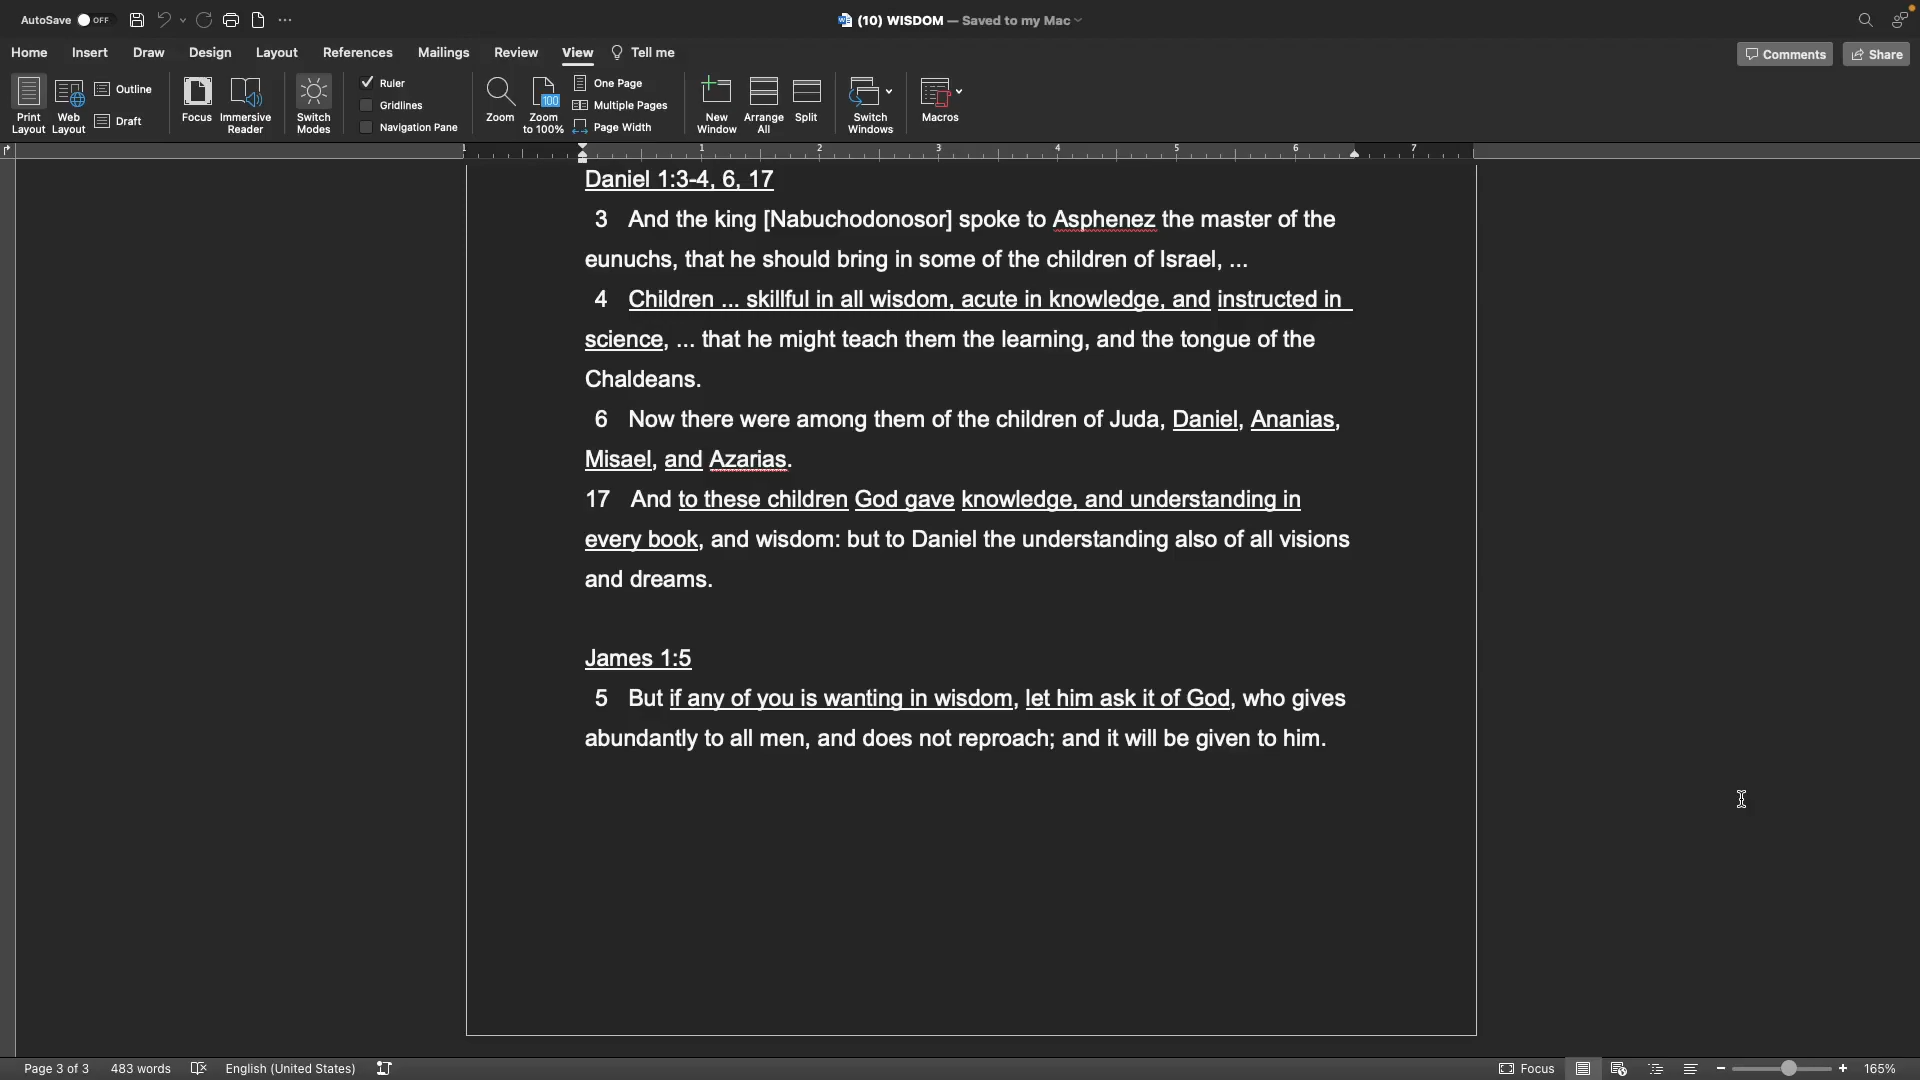 AutoSave OFF
(10) WISDOM — Saved to my Mac
Home Insert Draw Design Layout References Mailings Review View Tell me
Comments Share
Print Layout
Web Layout
Outline
Draft
Focus
Immersive Reader
Switch Modes
Ruler
Gridlines
Navigation Pane
Zoom
100
Zoom to 100%
One Page
Multiple Pages
Page Width
New Window
Arrange All
Split
Switch Windows
Macros
1 1 2 3 4 5 6 7
Daniel 1:3-4, 6, 17
3 And the king [Nabuchodonosor] spoke to Asphenez the master of the
eunuchs, that he should bring in some of the children of Israel, ...
4 Children ... skillful in all wisdom, acute in knowledge, and instructed in
science, ... that he might teach them the learning, and the tongue of the
Chaldeans.
6 Now there were among them of the children of Juda, Daniel, Ananias,
Misael, and Azarias.
17 And to these children God gave knowledge, and understanding in
every book, and wisdom: but to Daniel the understanding also of all visions
and dreams.
James 1:5
5 But if any of you is wanting in wisdom, let him ask it of God, who gives
abundantly to all men, and does not reproach; and it will be given to him.
Page 3 of 3 483 words English (United States) Focus 165%